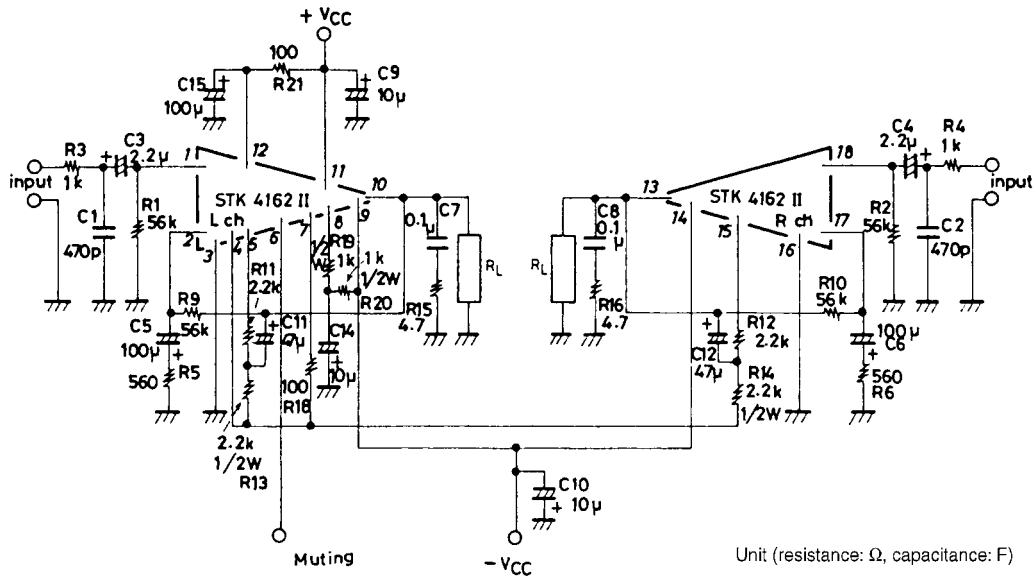 + VCC
100
R21
C15 +
100μ
+ C9
10μ
12
11
10
R3
1k
C3
+
2.2μ
1
STK 4162 II
L ch
input
C1
470p
R1
56k
2
3
4
5
6
7
8
9
R9
56k
C5
100μ
+
560
R5
R11
2.2k
+
C11
47μ
1/2
W
R19
1k
1k
1/2W
R20
C14
+
10μ
100
R18
2.2k
1/2W
R13
Muting
0.1
μ
C7
R15
4.7
RL
RL
C8
0.1
μ
R16
4.7
13
14
15
16
17
18
STK 4162 II
R ch
C4
2.2μ
+
R4
1k
input
R2
56k
C2
470p
R10
56k
100μ
C6
+
560
R6
+
C12
47μ
R12
2.2k
R14
2.2k
1/2W
C10
+ 10μ
- VCC
Unit (resistance: Ω, capacitance: F)